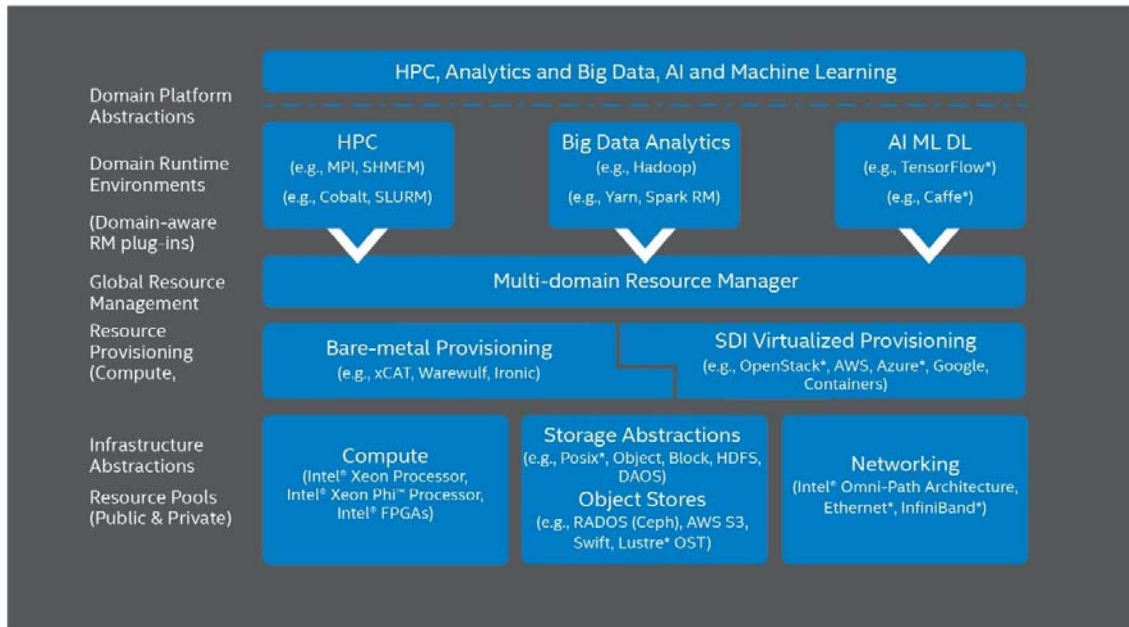 HPC, Analytics and Big Data, AI and Machine Learning
Domain Platform
Abstractions
Domain Runtime
Environments
(Domain-aware
RM plug-ins)
HPC
(e.g., MPI, SHMEM)
(e.g., Cobalt, SLURM)
Big Data Analytics
(e.g., Hadoop)
(e.g., Yarn, Spark RM)
AI ML DL
(e.g., TensorFlow*)
(e.g., Caffe*)
Global Resource
Management
Multi-domain Resource Manager
Resource
Provisioning
(Compute,
Bare-metal Provisioning
(e.g., xCAT, Warewulf, Ironic)
SDI Virtualized Provisioning
(e.g., OpenStack*, AWS, Azure*, Google,
Containers)
Infrastructure
Abstractions
Resource Pools
(Public & Private)
Compute
(Intel® Xeon Processor,
Intel® Xeon Phi™ Processor,
Intel® FPGAs)
Storage Abstractions
(e.g., Posix*, Object, Block, HDFS,
DAOS)
Object Stores
(e.g., RADOS (Ceph), AWS S3,
Swift, Lustre* OST)
Networking
(Intel® Omni-Path Architecture,
Ethernet*, InfiniBand*)